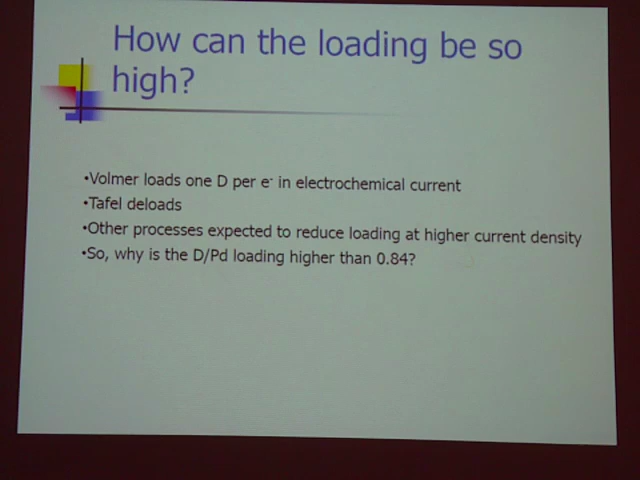 How can the loading be so
high?
•Volmer loads one D per e- in electrochemical current
•Tafel deloads
•Other processes expected to reduce loading at higher current density
•So, why is the D/Pd loading higher than 0.84?